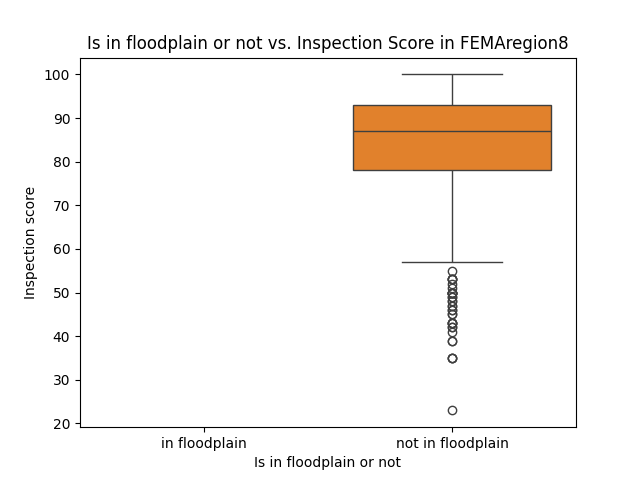 Is in floodplain or not vs. Inspection Score in FEMAregion8
100
90
80
70
60
50
40
30
20
Inspection score
in floodplain
not in floodplain
Is in floodplain or not